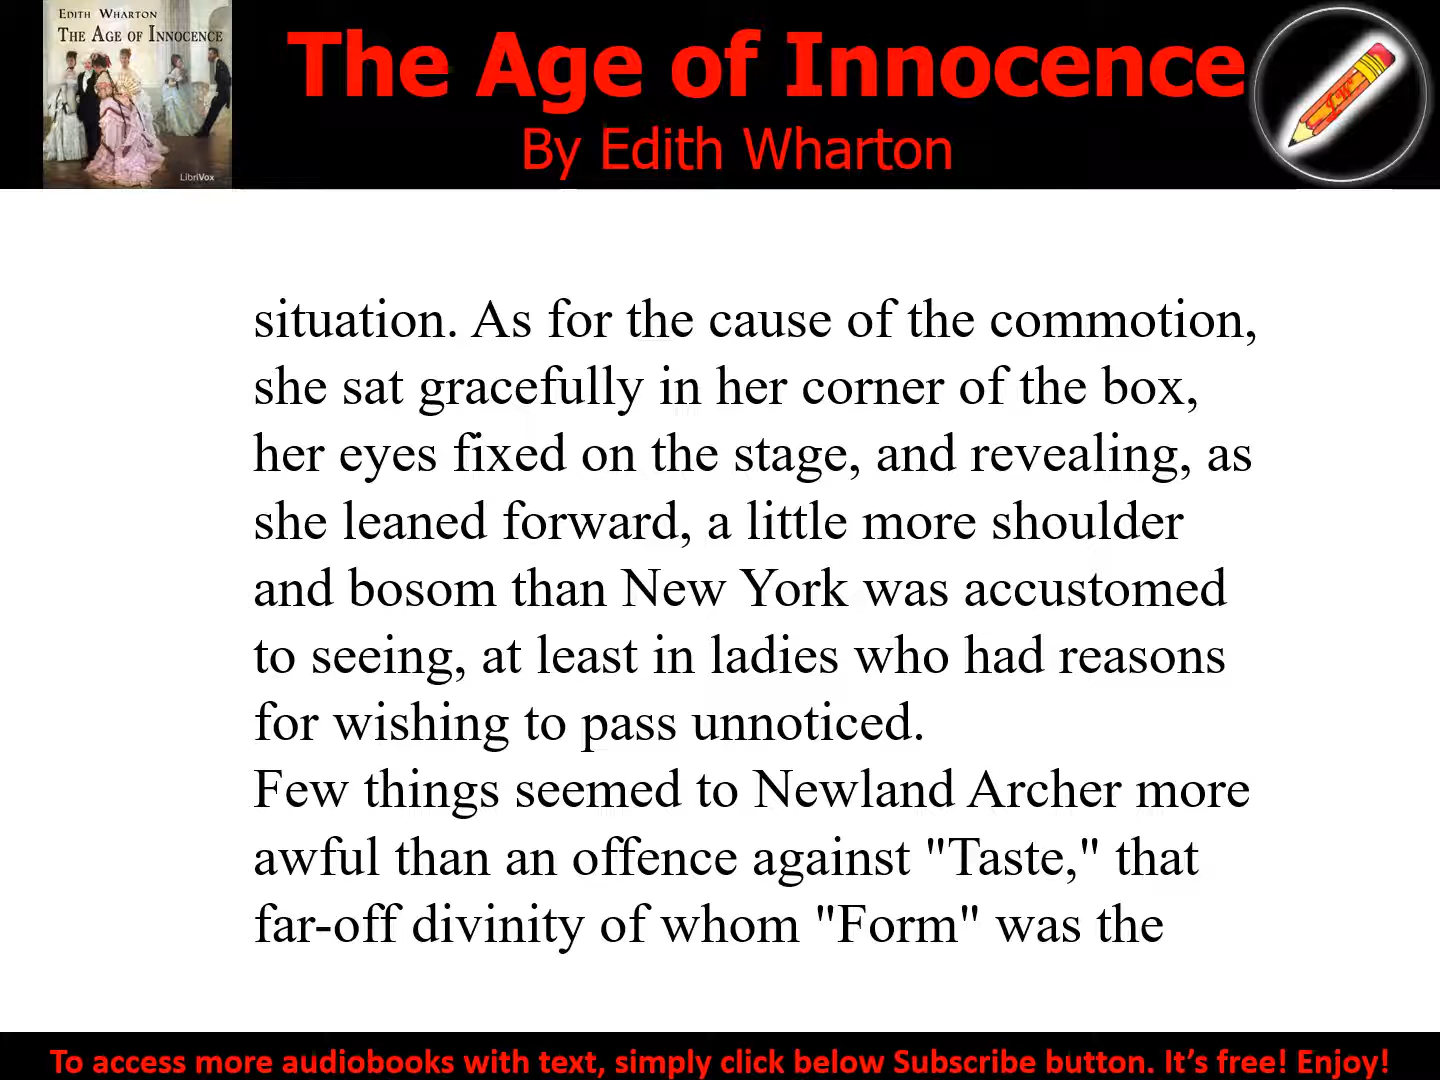 EDITH WHARTON
THE AGE OF INNOCENCE
LibriVox
The Age of Innocence
By Edith Wharton
situation. As for the cause of the commotion,
she sat gracefully in her corner of the box,
her eyes fixed on the stage, and revealing, as
she leaned forward, a little more shoulder
and bosom than New York was accustomed
to seeing, at least in ladies who had reasons
for wishing to pass unnoticed.
Few things seemed to Newland Archer more
awful than an offence against "Taste," that
far-off divinity of whom "Form" was the
To access more audiobooks with text, simply click below Subscribe button. It’s free! Enjoy!